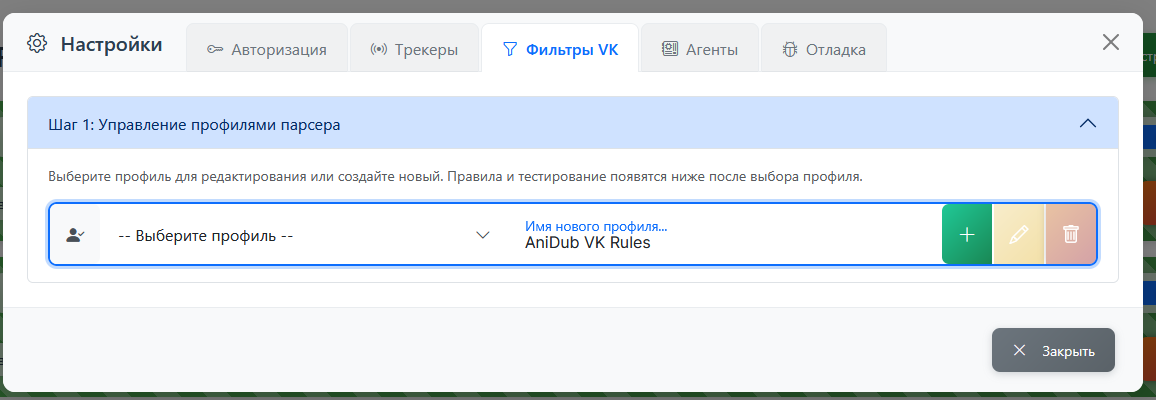 Настройки
Авторизация
Трекеры
Фильтры VK
Агенты
Отладка
Шаг 1: Управление профилями парсера
Выберите профиль для редактирования или создайте новый. Правила и тестирование появятся ниже после выбора профиля.
-- Выберите профиль --
Имя нового профиля...
AniDub VK Rules
Закрыть